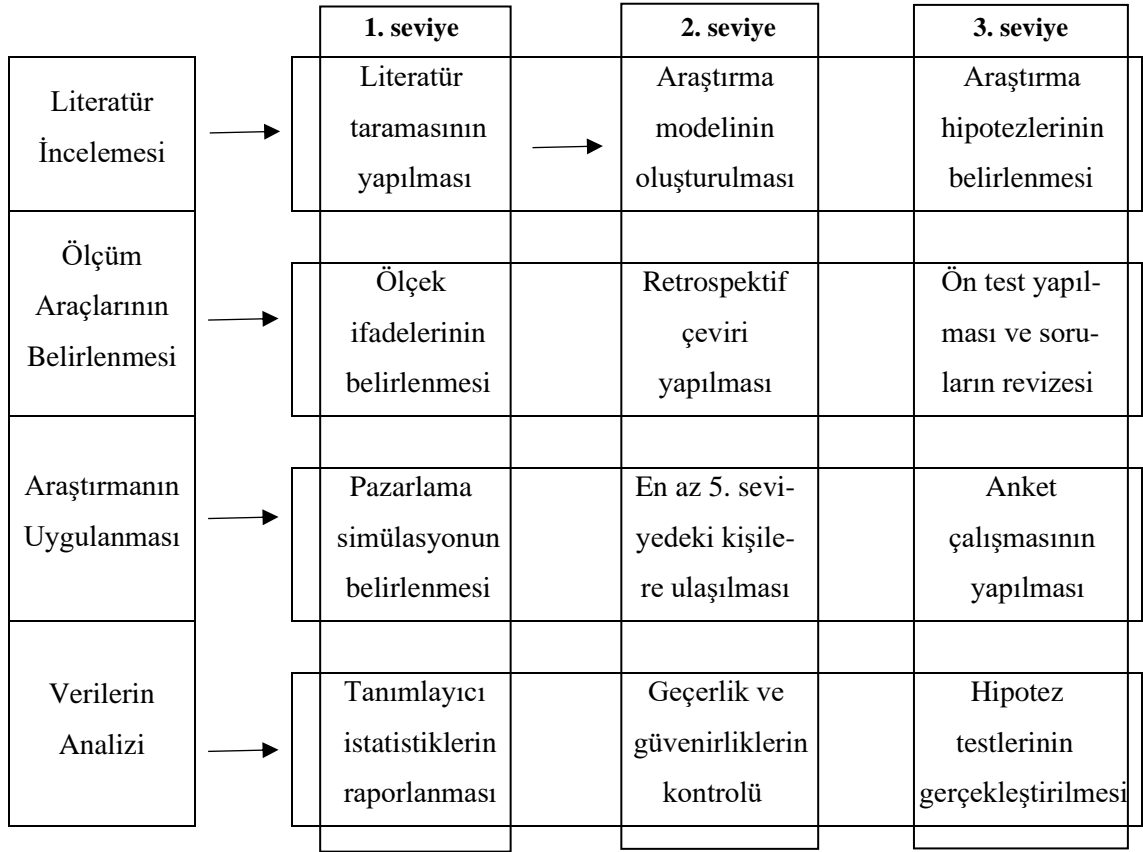 1. seviye
2. seviye
3. seviye
Literatür
İncelemesi
Literatür
taramasının
yapılması
Araştırma
modelinin
oluşturulması
Araştırma
hipotezlerinin
belirlenmesi
Ölçüm
Araçlarının
Belirlenmesi
Ölçek
ifadelerinin
belirlenmesi
Retrospektif
çeviri
yapılması
Ön test yapıl-
ması ve soru-
ların revizesi
Araştırmanın
Uygulanması
Pazarlama
simülasyonun
belirlenmesi
En az 5. sevi-
yedeki kişile-
re ulaşılması
Anket
çalışmasının
yapılması
Verilerin
Analizi
Tanımlayıcı
istatistiklerin
raporlanması
Geçerlik ve
güvenirliklerin
kontrolü
Hipotez
testlerinin
gerçekleştirilmesi